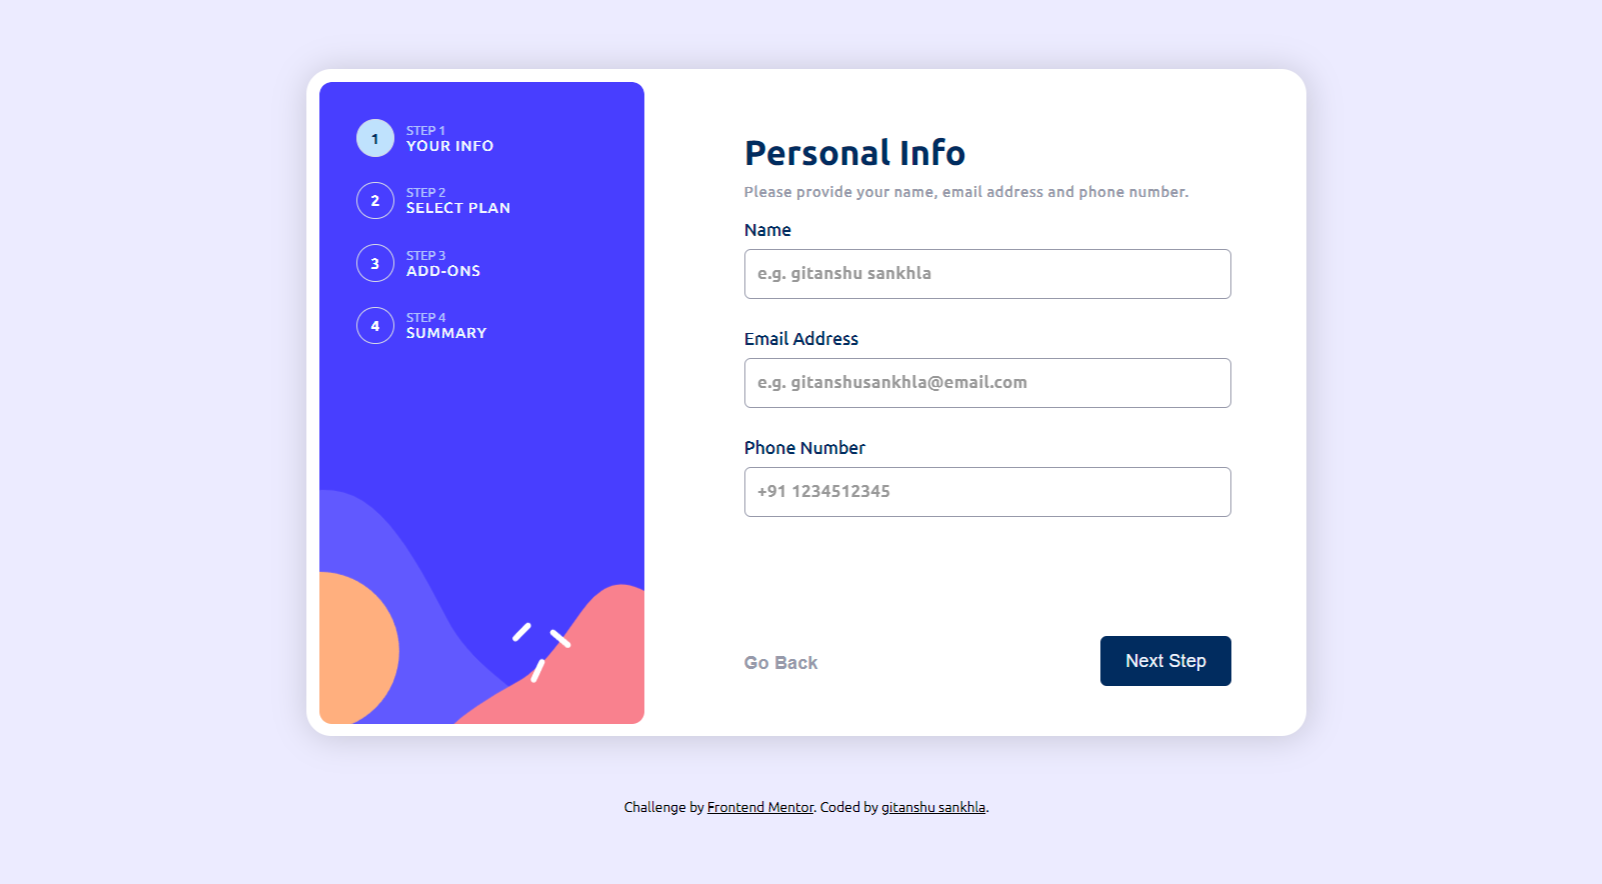 1
STEP 1
YOUR INFO
2
STEP 2
SELECT PLAN
3
STEP 3
ADD-ONS
4
STEP 4
SUMMARY
Personal Info
Please provide your name, email address and phone number.
Name
e.g. gitanshu sankhla
Email Address
e.g. gitanshusankhla@email.com
Phone Number
+91 1234512345
Go Back
Next Step
Challenge by Frontend Mentor. Coded by gitanshu sankhla.